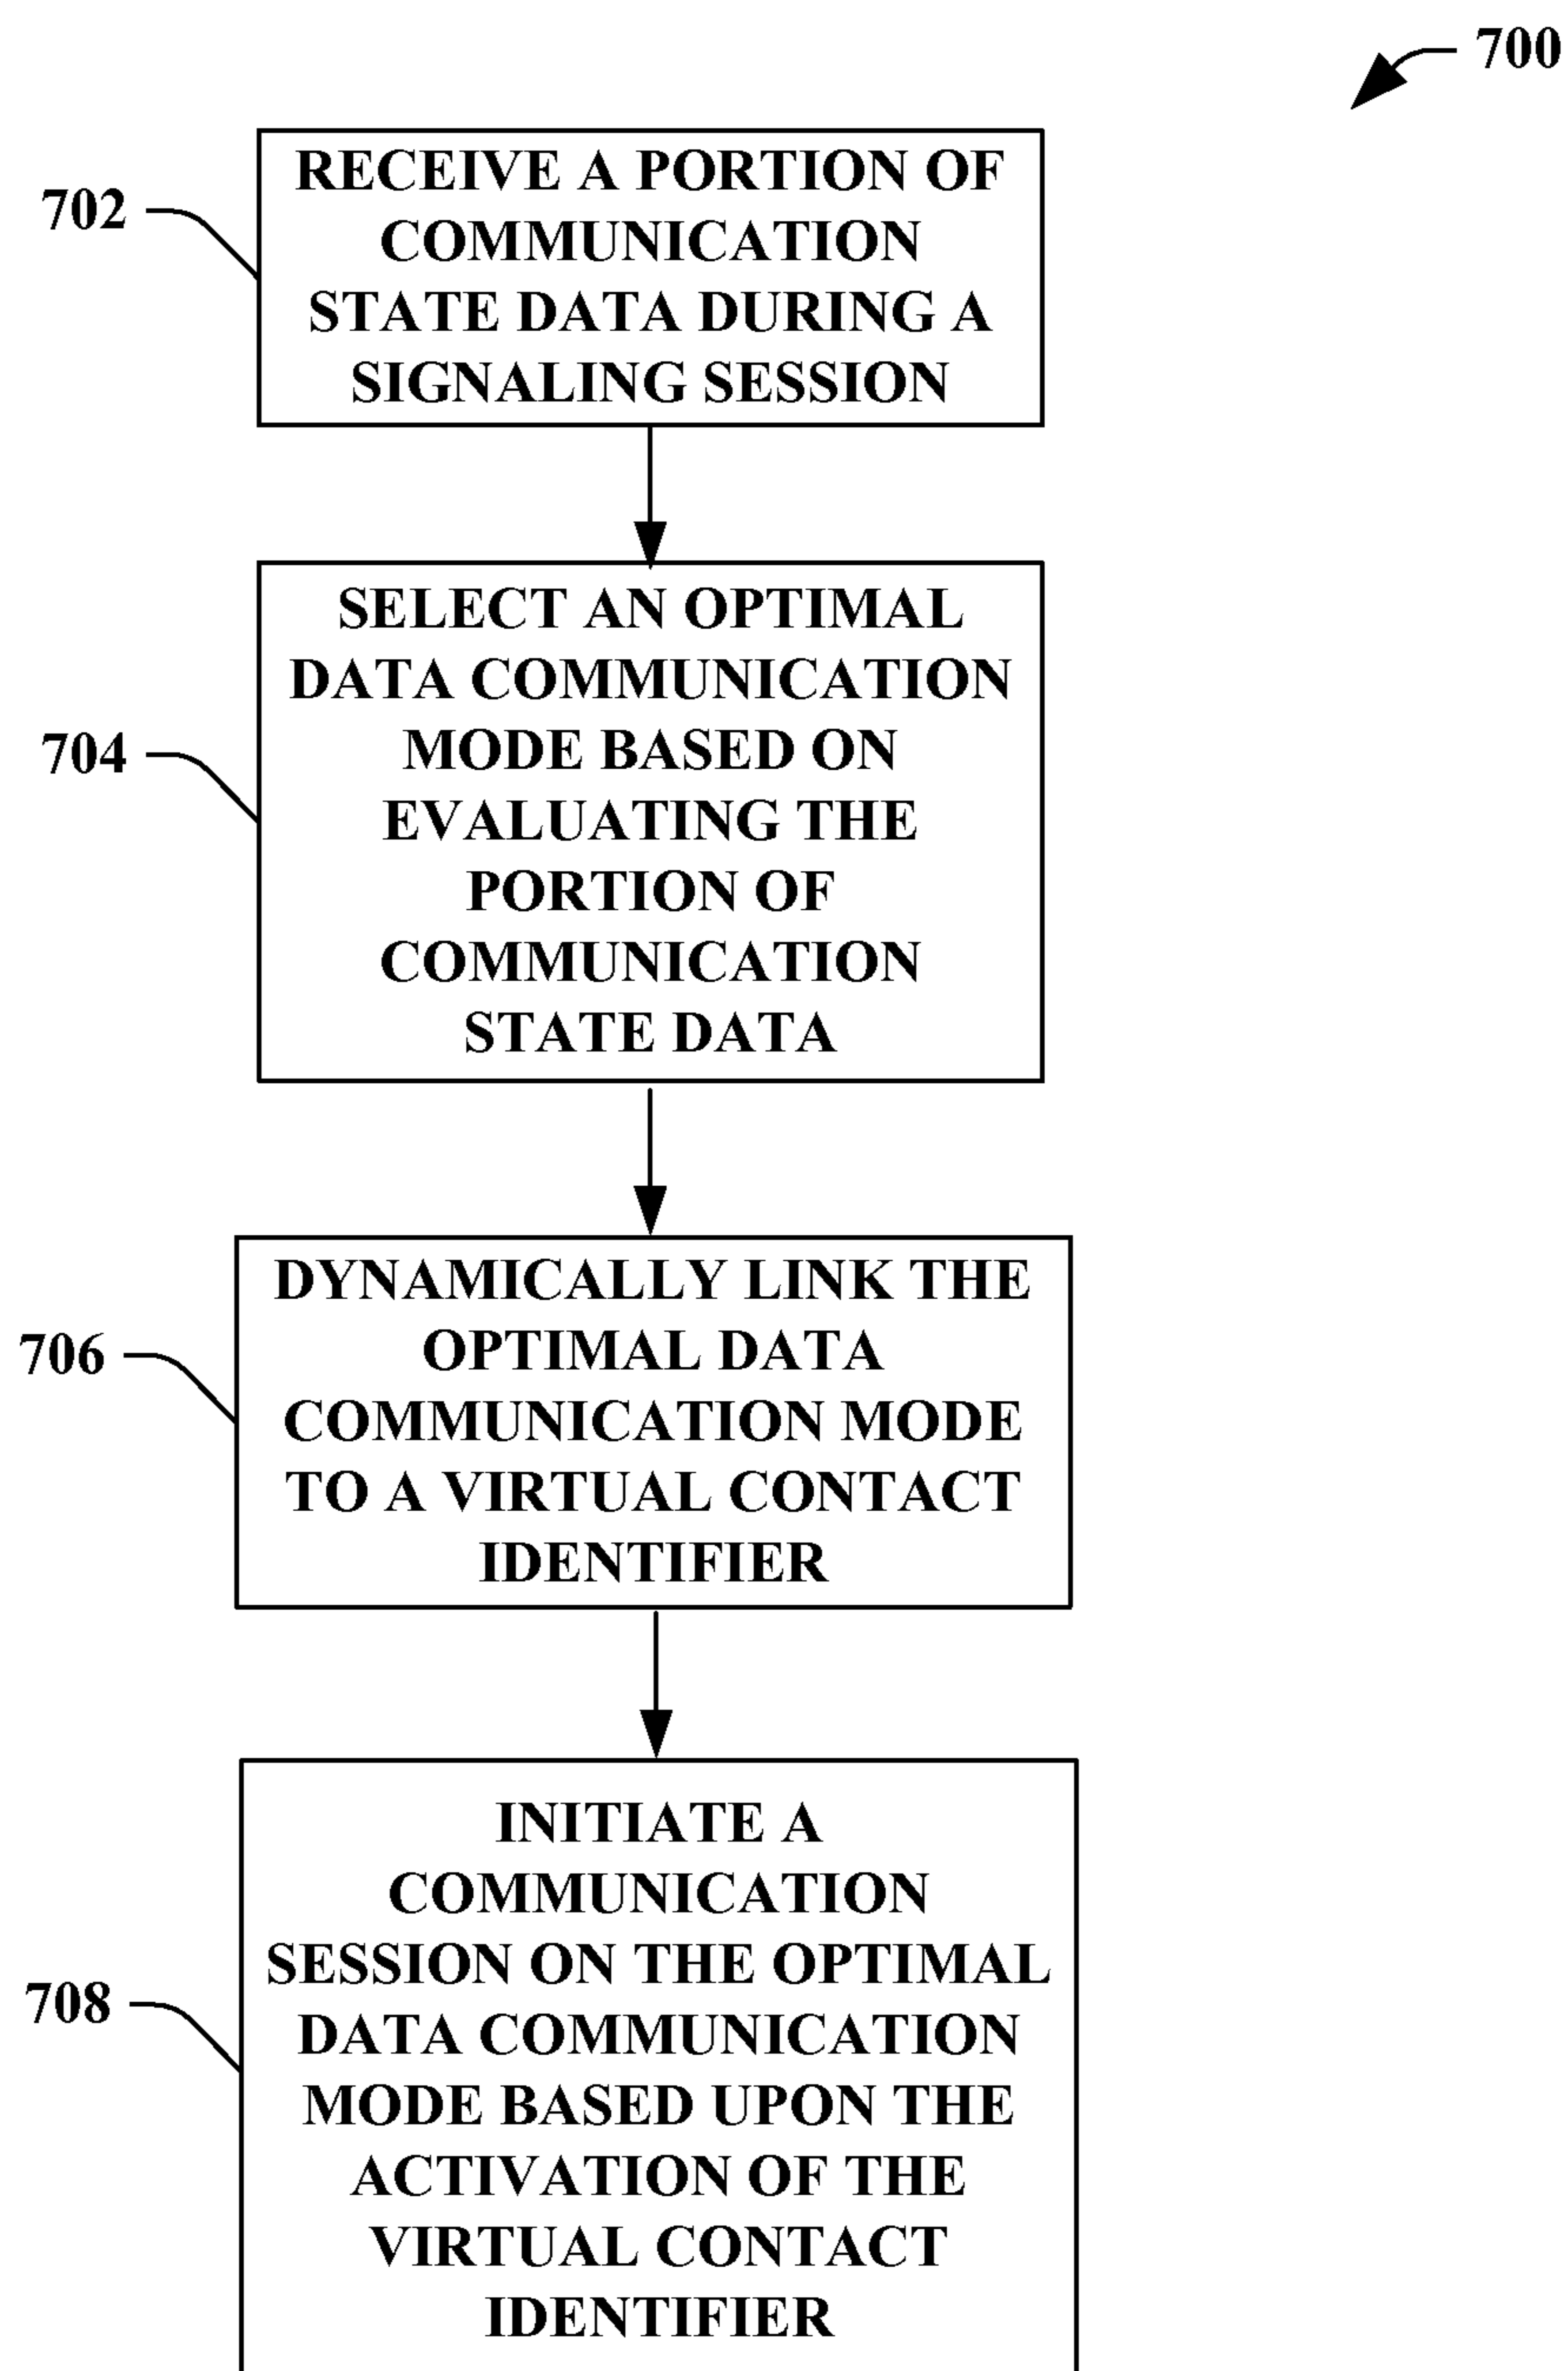 700
702
RECEIVE A PORTION OF
COMMUNICATION
STATE DATA DURING A
SIGNALING SESSION
704
SELECT AN OPTIMAL
DATA COMMUNICATION
MODE BASED ON
EVALUATING THE
PORTION OF
COMMUNICATION
STATE DATA
706
DYNAMICALLY LINK THE
OPTIMAL DATA
COMMUNICATION MODE
TO A VIRTUAL CONTACT
IDENTIFIER
708
INITIATE A
COMMUNICATION
SESSION ON THE OPTIMAL
DATA COMMUNICATION
MODE BASED UPON THE
ACTIVATION OF THE
VIRTUAL CONTACT
IDENTIFIER